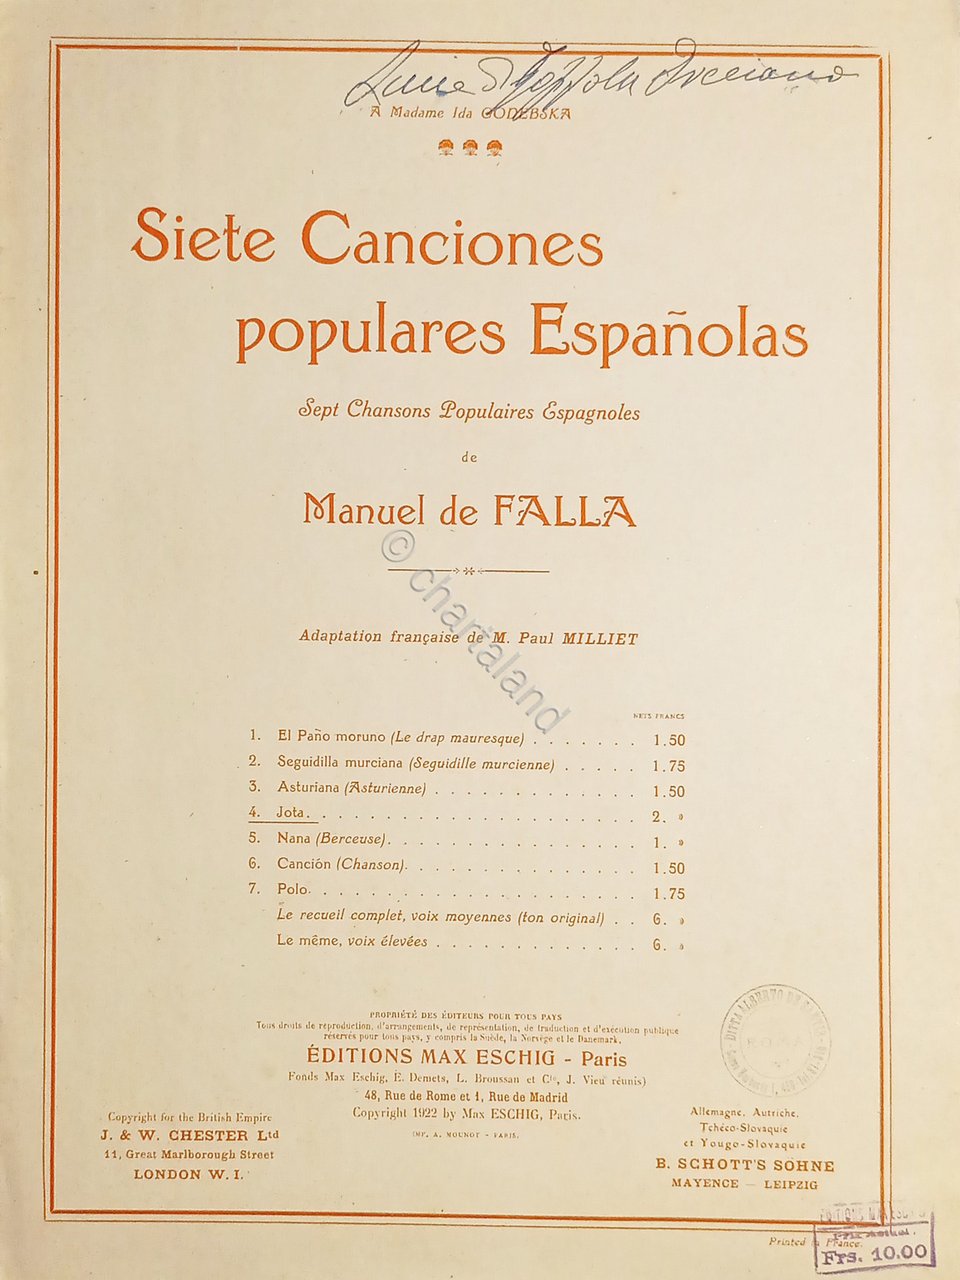 A Madame Ida GODEBSKA
Siete Canciones
populares Españolas
Sept Chansons Populaires Espagnoles
de
Manuel de FALLA
© chartaland
Adaptation française de M. Paul MILLIET
NETS FRANCS
1. El Paño moruno (Le drap mauresque) . . . . . . . 1.50
2. Seguidilla murciana (Seguidille murcienne) . . . . . 1.75
3. Asturiana (Asturienne) . . . . . . . . . . . . . 1.50
4. Jota. . . . . . . . . . . . . . . . . . . . 2. »
5. Nana (Berceuse). . . . . . . . . . . . . . . 1. »
6. Canción (Chanson). . . . . . . . . . . . . . 1.50
7. Polo. . . . . . . . . . . . . . . . . . . . 1.75
Le recueil complet, voix moyennes (ton original) . . 6. »
Le même, voix élevées . . . . . . . . . . . . . 6. »
PROPRIÉTÉ DES ÉDITEURS POUR TOUS PAYS
Tous droits de reproduction, d'arrangements, de représentation, de traduction et d'exécution publique
réservés pour tous pays, y compris la Suède, la Norvège et le Danemark.
ÉDITIONS MAX ESCHIG - Paris
Fonds Max Eschig, E. Demets, L. Broussan et Cie, J. Vieu réunis)
48, Rue de Rome et 1, Rue de Madrid
Copyright 1922 by Max ESCHIG, Paris.
IMP. A. MOUNOT - PARIS.
Copyright for the British Empire
J. & W. CHESTER Ltd
11, Great Marlborough Street
LONDON W. I.
DITTA ALBERTO DE
ROMA
Allemagne, Autriche,
Tchéco-Slovaquie
et Yougo-Slovaquie
B. SCHOTT'S SÖHNE
MAYENCE — LEIPZIG
Printed in France.
EDITIONS MAX ESCHIG
Frs. 10.00